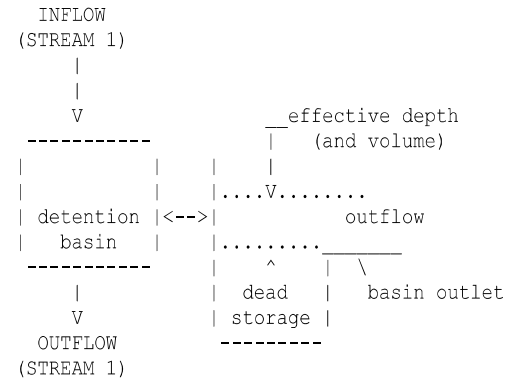 INFLOW
(STREAM 1)
effective depth
(and volume)
detention
basin
outflow
dead
storage
basin outlet
OUTFLOW
(STREAM 1)